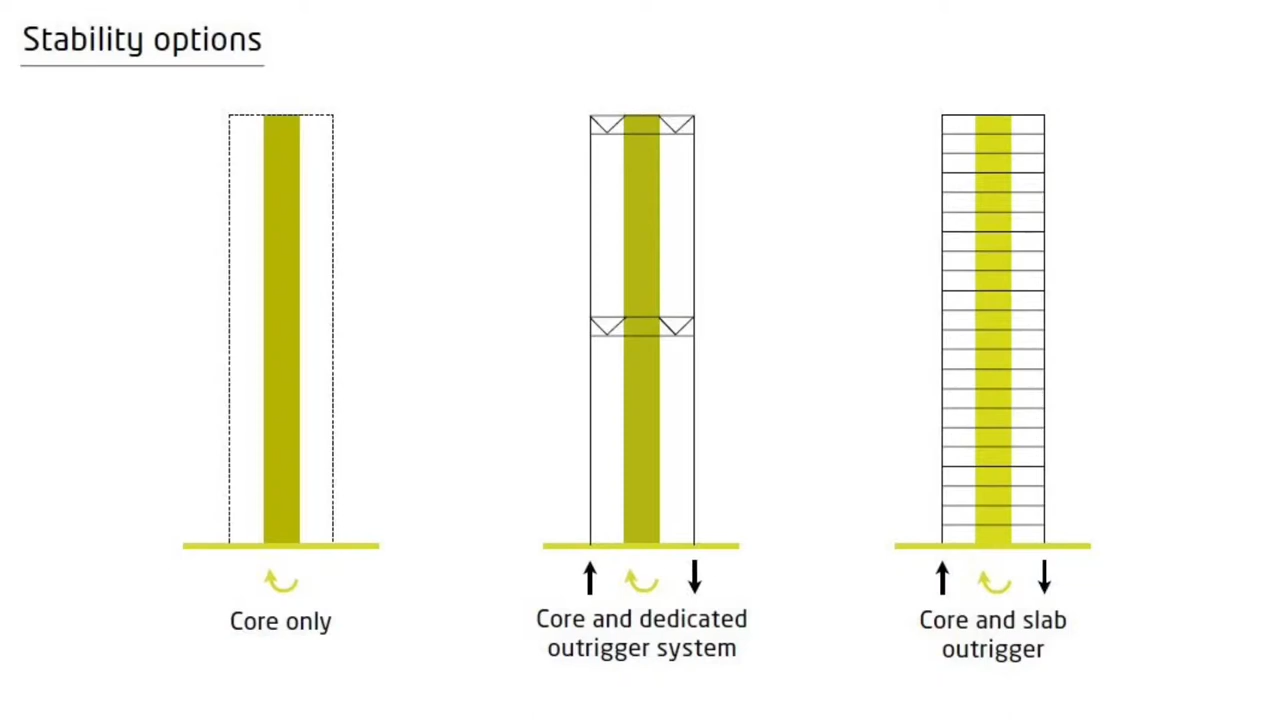 Stability options
Core only
Core and dedicated
outrigger system
Core and slab
outrigger